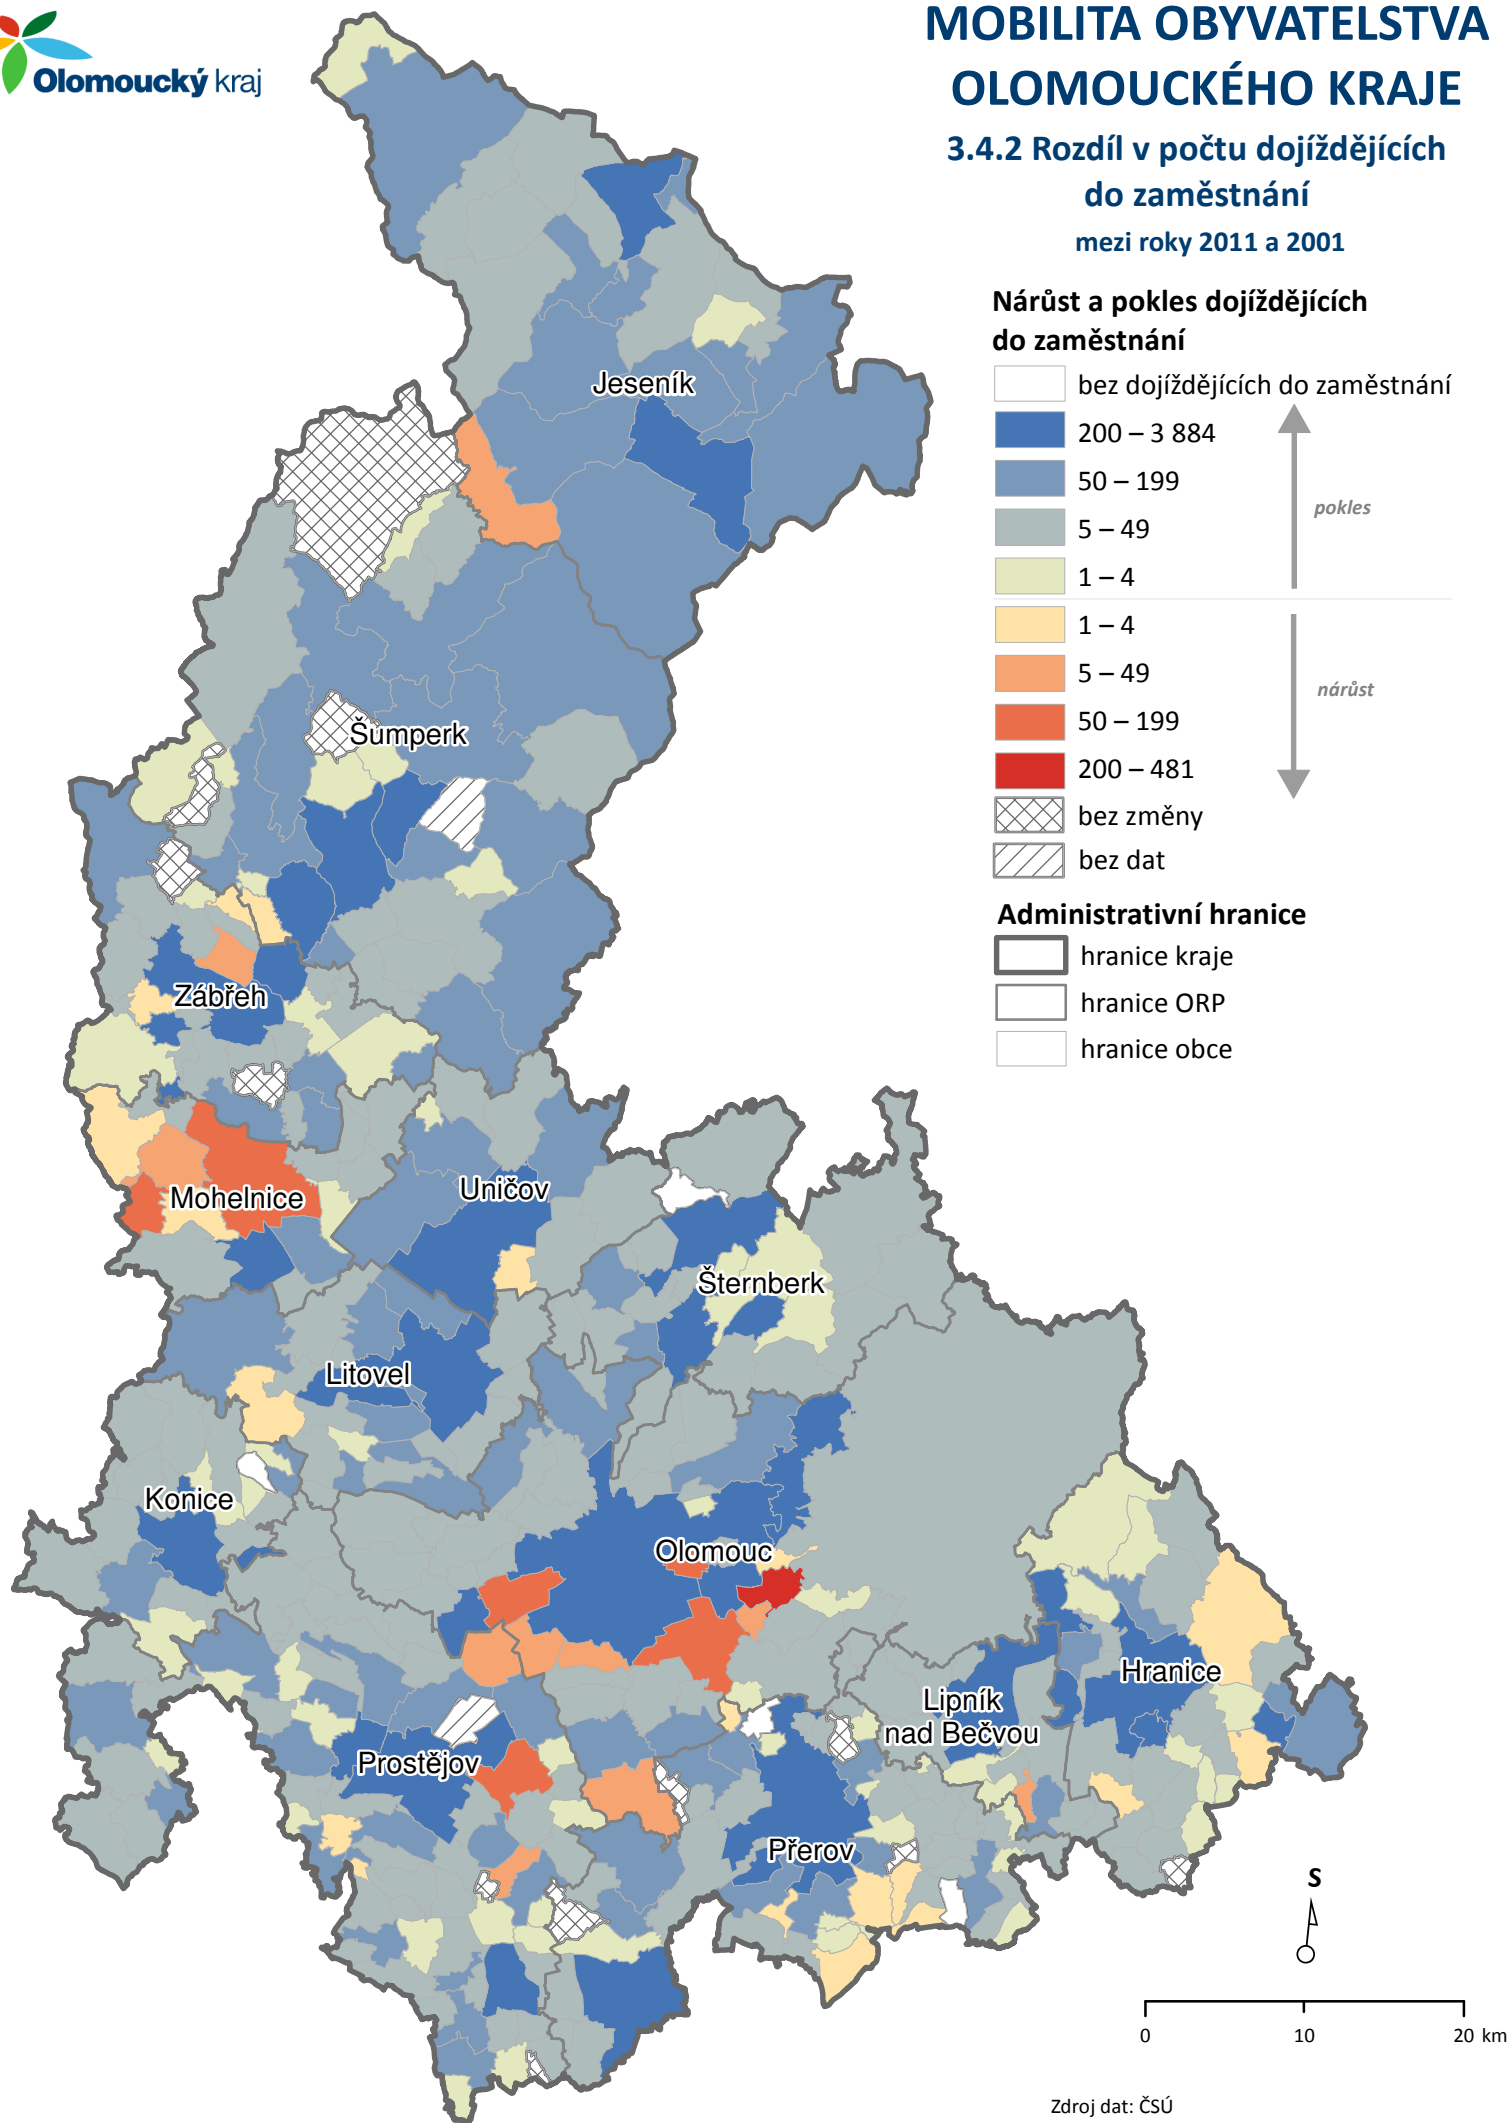 Olomoucký kraj
MOBILITA OBYVATELSTVA
OLOMOUCKÉHO KRAJE
3.4.2 Rozdíl v počtu dojíždějících
do zaměstnání
mezi roky 2011 a 2001
Nárůst a pokles dojíždějících
do zaměstnání
bez dojíždějících do zaměstnání
200 – 3 884
50 – 199
5 – 49
1 – 4
pokles
1 – 4
5 – 49
50 – 199
200 – 481
nárůst
bez změny
bez dat
Administrativní hranice
hranice kraje
hranice ORP
hranice obce
Jeseník
Šumperk
Zábřeh
Mohelnice
Uničov
Šternberk
Litovel
Konice
Olomouc
Hranice
Lipník
nad Bečvou
Prostějov
Přerov
S
0 10 20 km
Zdroj dat: ČSÚ